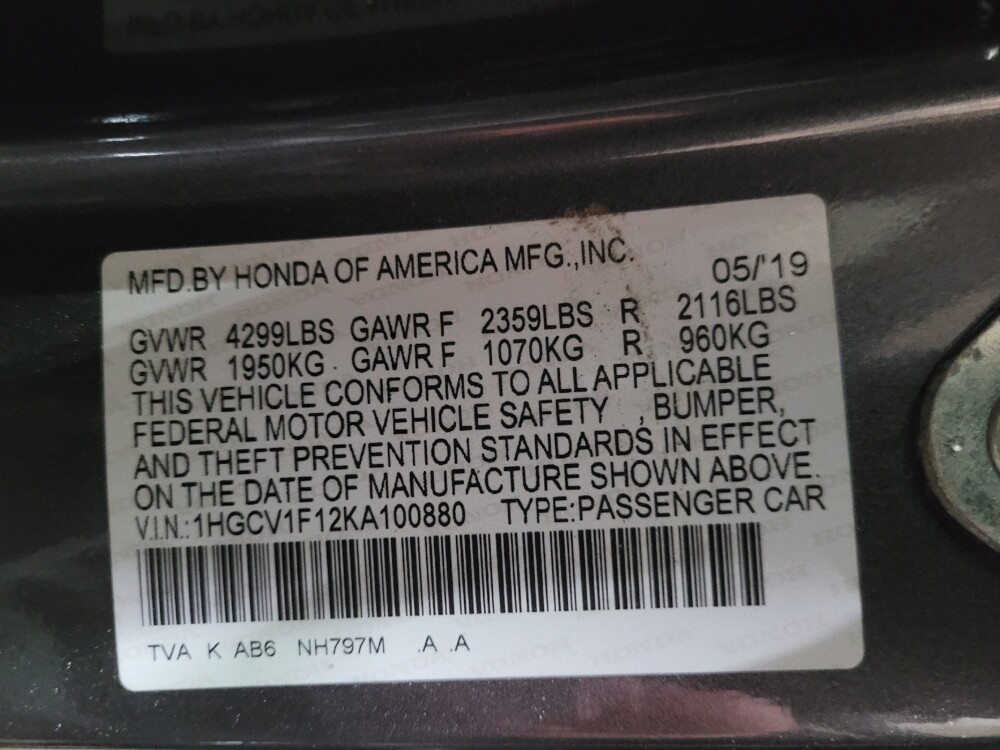 MFD.BY HONDA OF AMERICA MFG.,INC. 05/'19
GVWR 4299LBS GAWR F 2359LBS R 2116LBS
GVWR 1950KG GAWR F 1070KG R 960KG
THIS VEHICLE CONFORMS TO ALL APPLICABLE
FEDERAL MOTOR VEHICLE SAFETY , BUMPER,
AND THEFT PREVENTION STANDARDS IN EFFECT
ON THE DATE OF MANUFACTURE SHOWN ABOVE.
V.I.N.: 1HGCV1F12KA100880 TYPE:PASSENGER CAR
TVA K AB6 NH797M .A .A